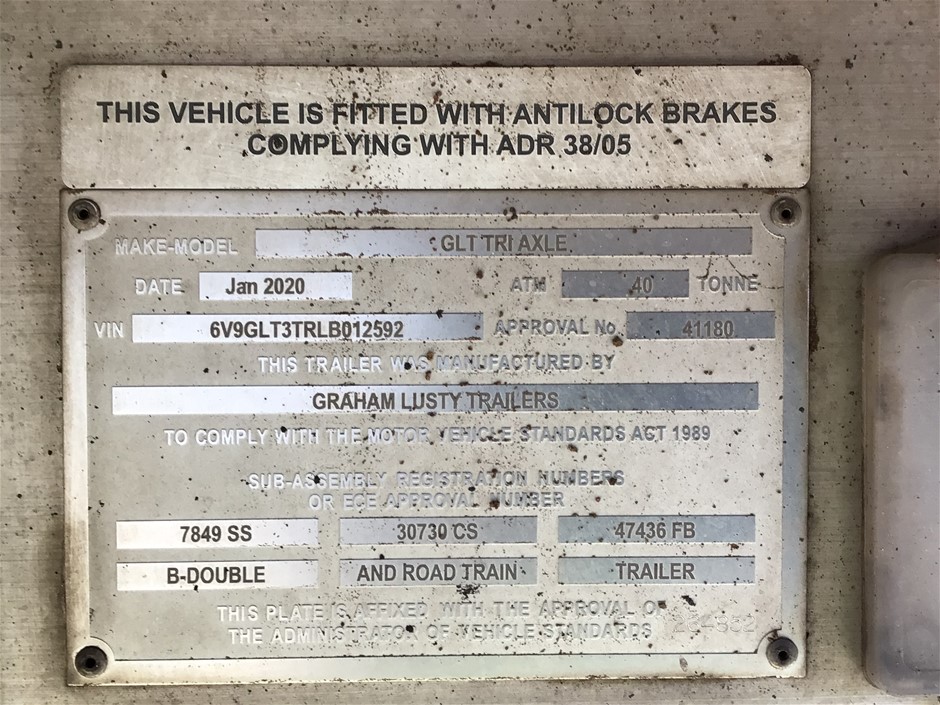 THIS VEHICLE IS FITTED WITH ANTILOCK BRAKES
COMPLYING WITH ADR 38/05
MAKE-MODEL GLT TRI AXLE
DATE Jan 2020 ATM 40 TONNE
VIN 6V9GLT3TRLB012592 APPROVAL No. 41180
THIS TRAILER WAS MANUFACTURED BY
GRAHAM LUSTY TRAILERS
TO COMPLY WITH THE MOTOR VEHICLE STANDARDS ACT 1989
SUB-ASSEMBLY REGISTRATION NUMBERS
OR ECE APPROVAL NUMBER
7849 SS 30730 CS 47436 FB
B-DOUBLE AND ROAD TRAIN TRAILER
THIS PLATE IS AFFIXED WITH THE APPROVAL OF
THE ADMINISTRATOR OF VEHICLE STANDARDS